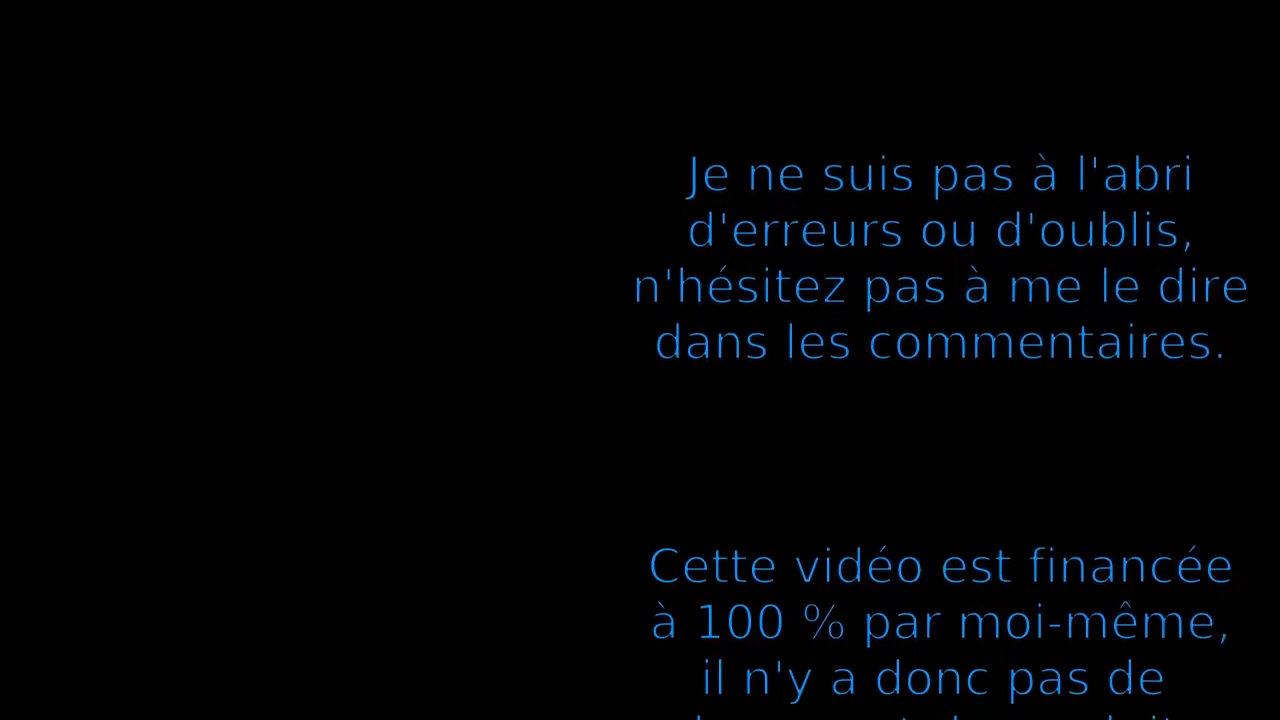 Je ne suis pas à l'abri
d'erreurs ou d'oublis,
n'hésitez pas à me le dire
dans les commentaires.
Cette vidéo est financée
à 100 % par moi-même,
il n'y a donc pas de